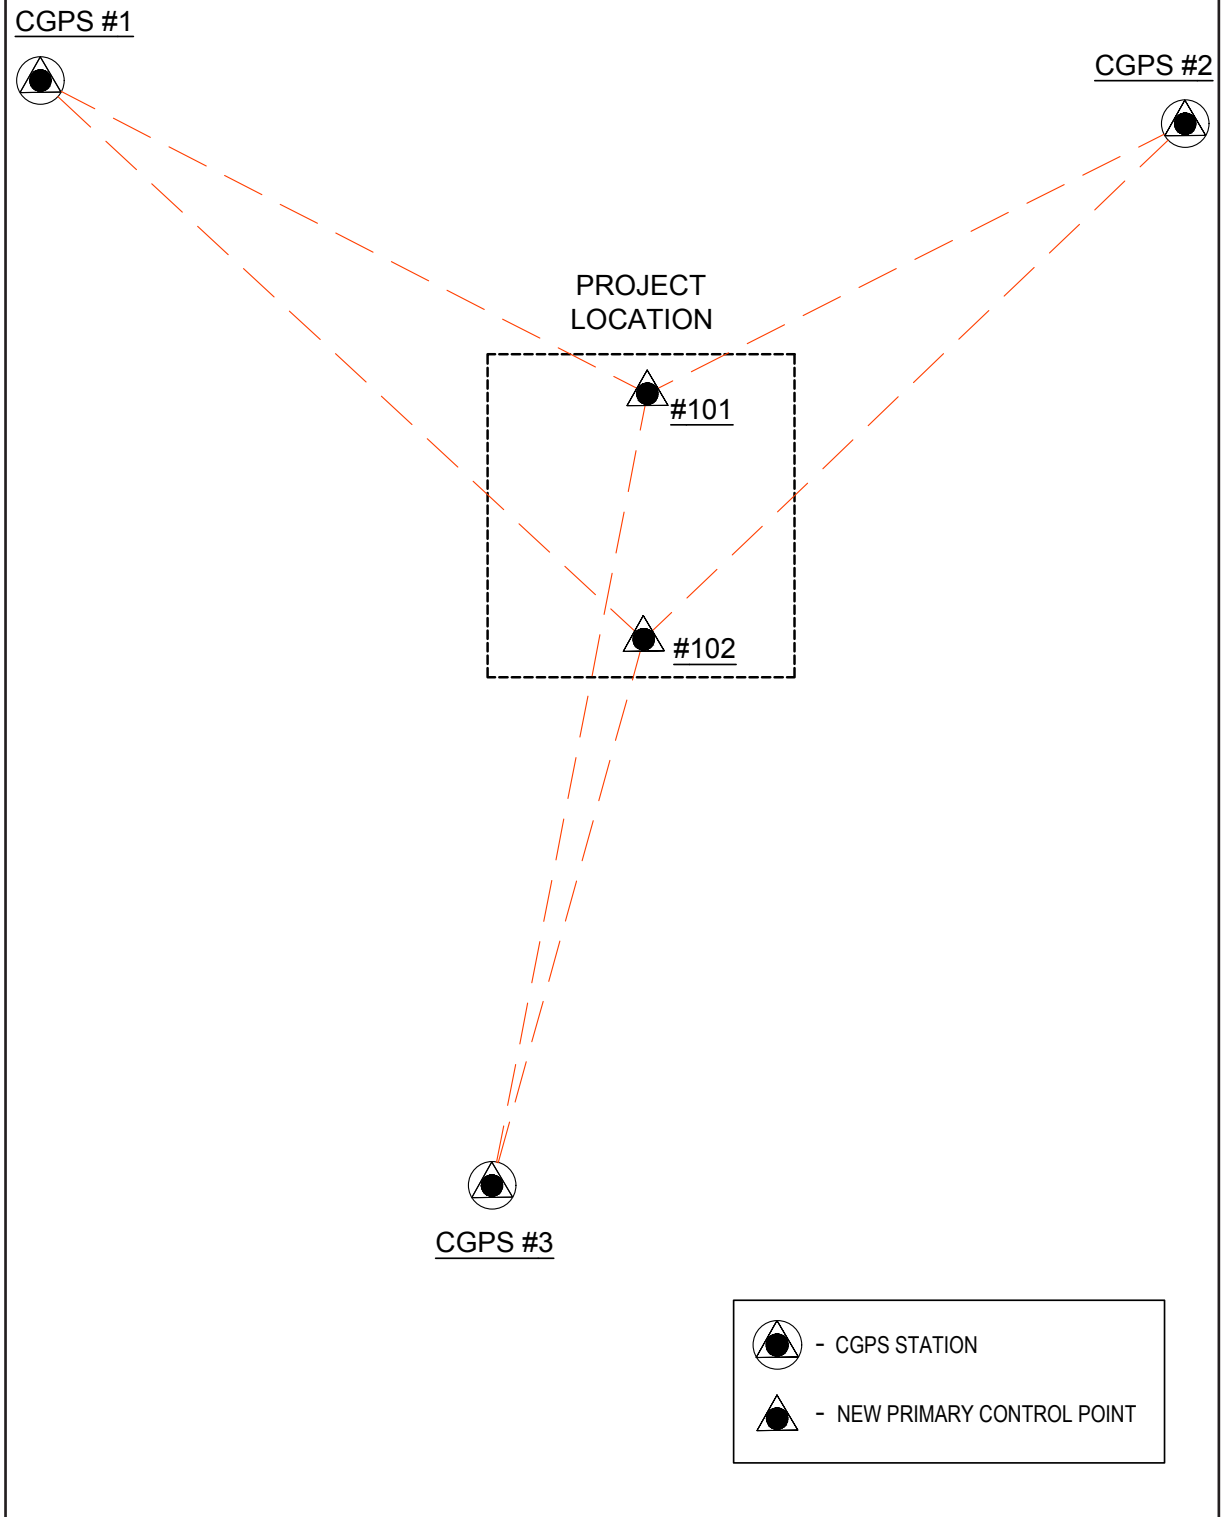 CGPS #1
CGPS #2
PROJECT
LOCATION
#101
#102
CGPS #3
- CGPS STATION
- NEW PRIMARY CONTROL POINT